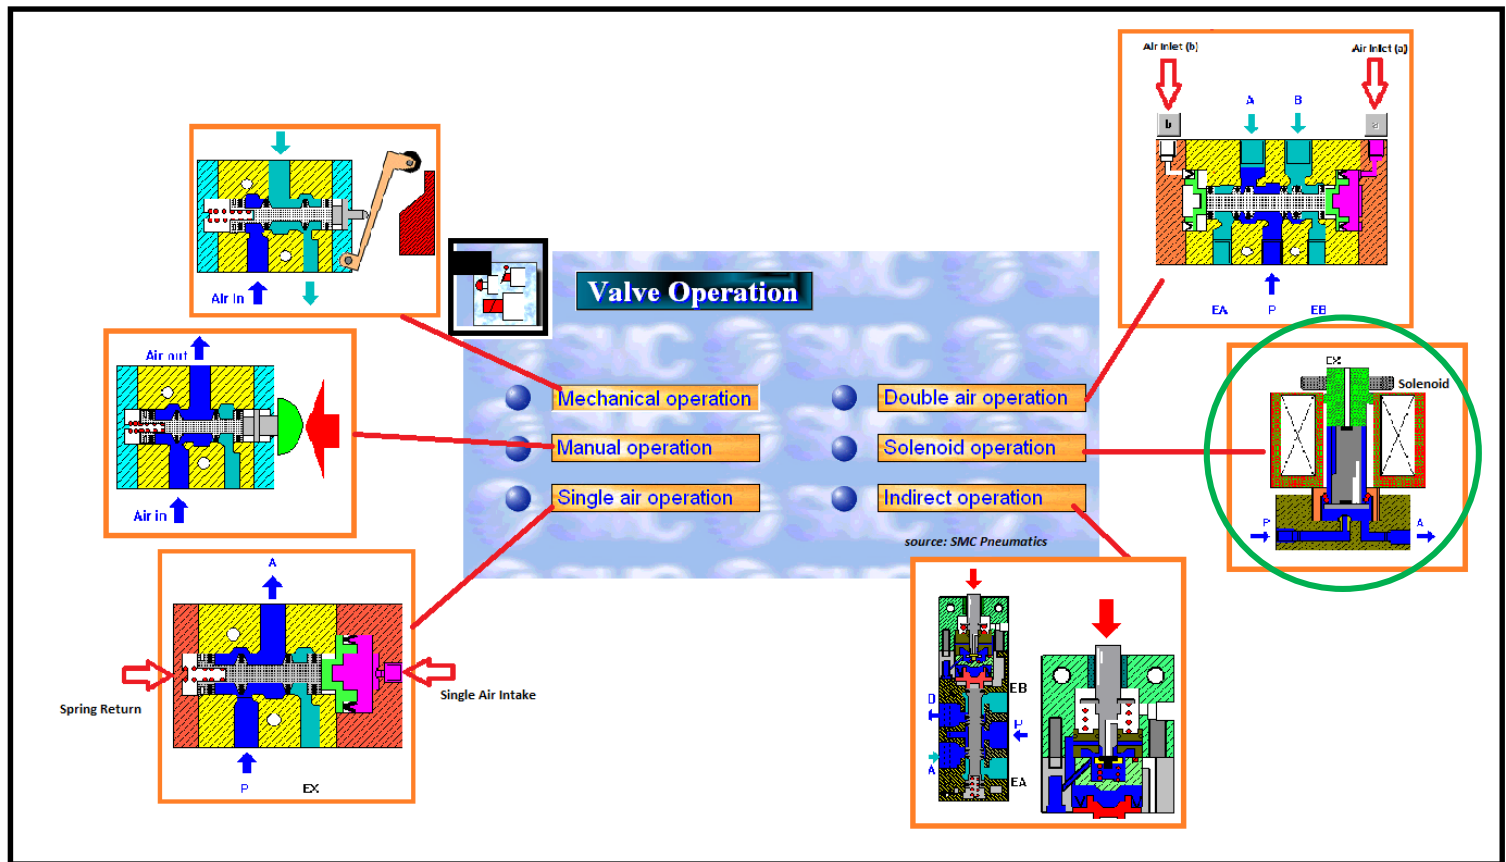 Air Inlet (b)
Air Inlet (a)
b
a
A
B
EA
P
EB
Air in
Valve Operation
Air out
Air in
EX
Solenoid
P
A
Mechanical operation
Double air operation
Manual operation
Solenoid operation
Single air operation
Indirect operation
source: SMC Pneumatics
A
Spring Return
Single Air Intake
P
EX
EB
D
P
A
EA